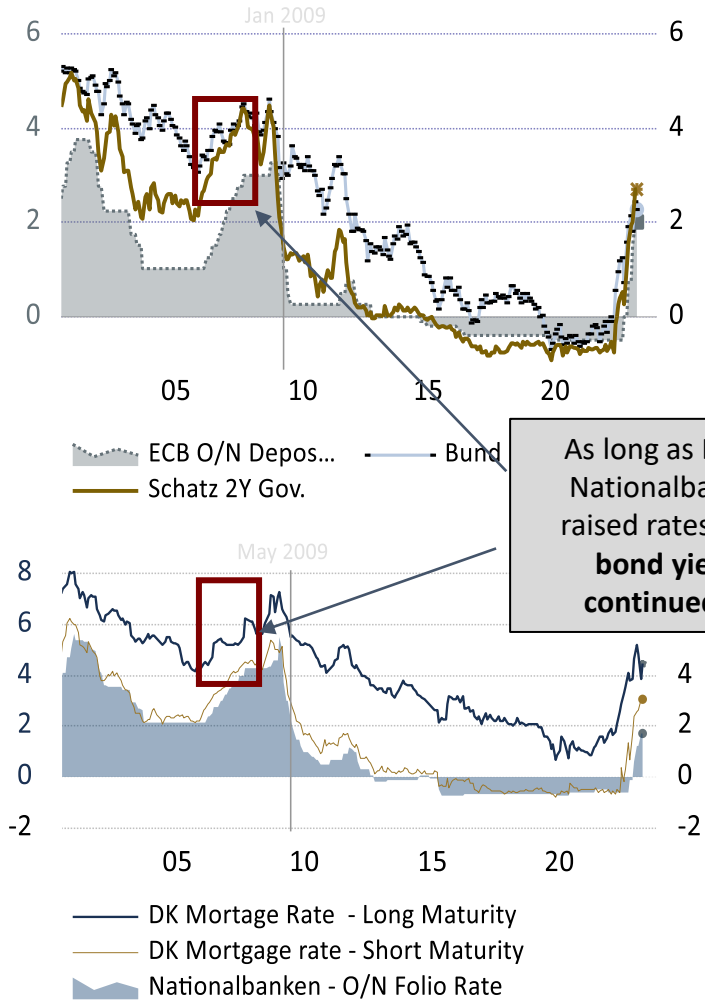 Jan 2009
6 6
4 4
2 2
0 0
05 10 15 20
ECB O/N Depos... Bund
Schatz 2Y Gov.
As long as
Nationalba
raised rates
bond yie
continued
May 2009
8
6
4 4
2 2
0 0
-2 -2
05 10 15 20
DK Mortage Rate - Long Maturity
DK Mortgage rate - Short Maturity
Nationalbanken - O/N Folio Rate